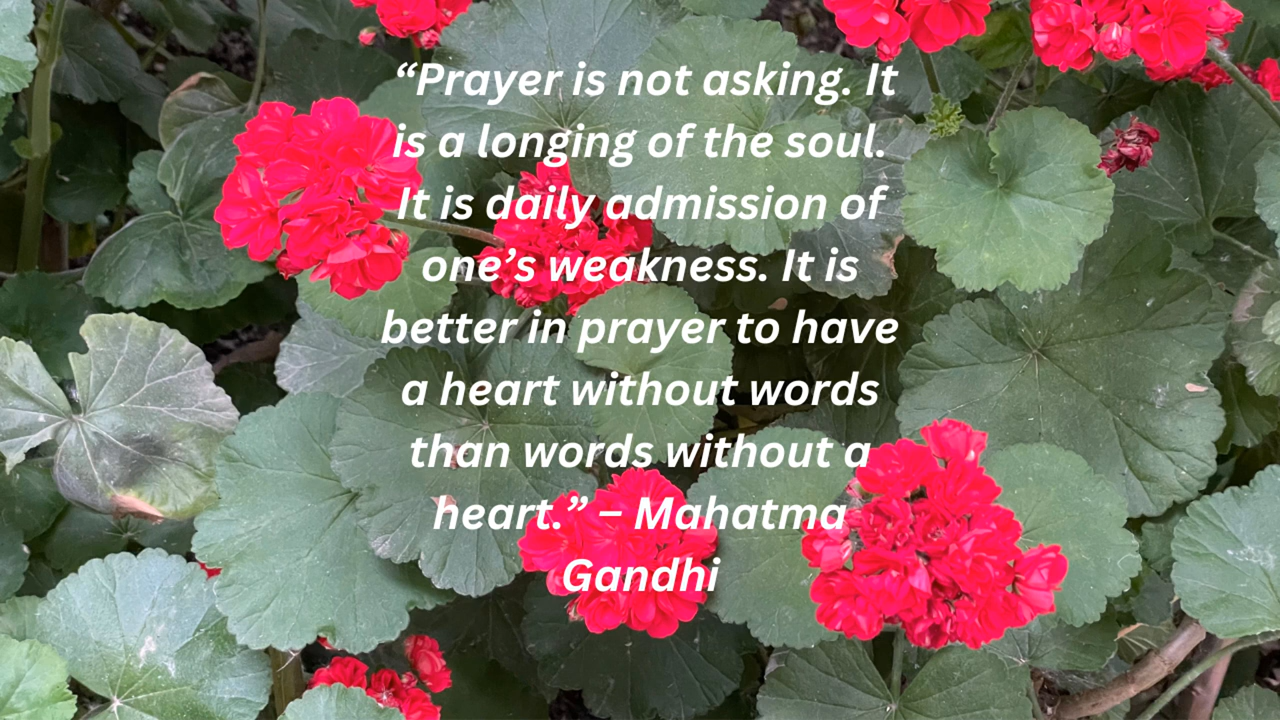 “Prayer is not asking. It
is a longing of the soul.
It is daily admission of
one’s weakness. It is
better in prayer to have
a heart without words
than words without a
heart.” – Mahatma
Gandhi